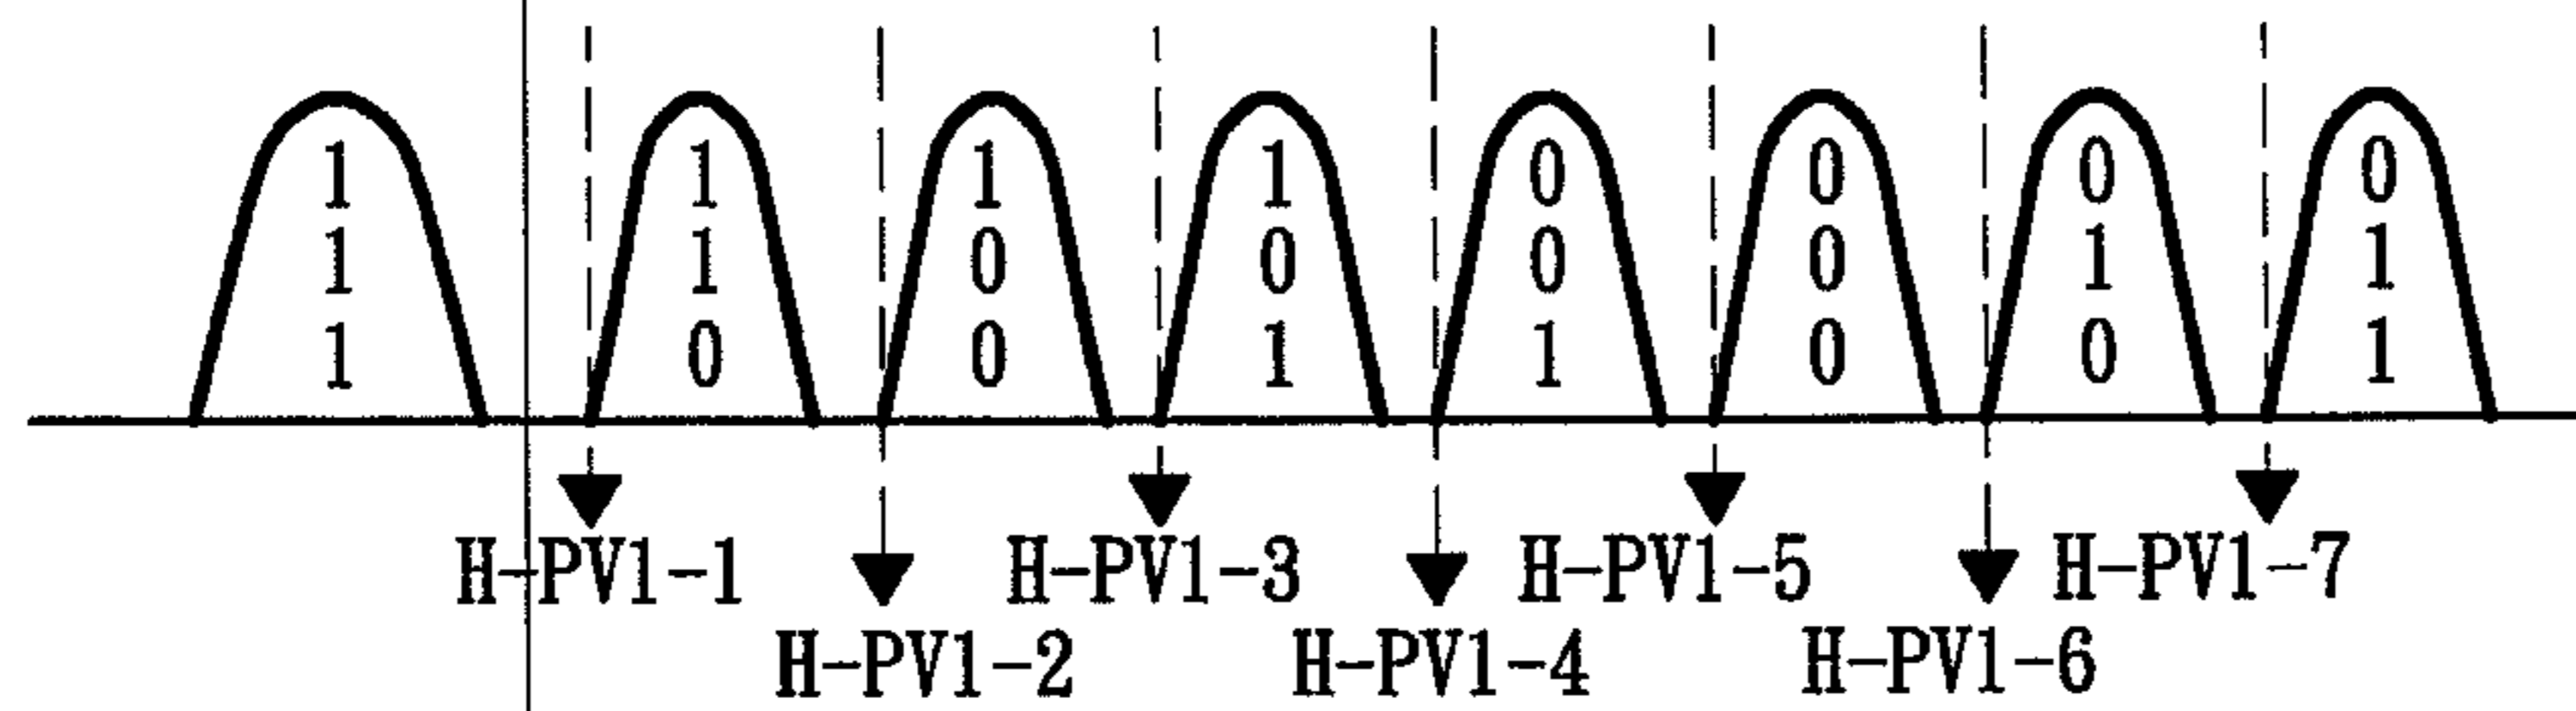 1 1 1 1 0 0 0 0
1 1 0 0 0 0 1 1
1 0 0 1 1 0 0 1
H-PV1-1 H-PV1-3 H-PV1-5 H-PV1-7
H-PV1-2 H-PV1-4 H-PV1-6